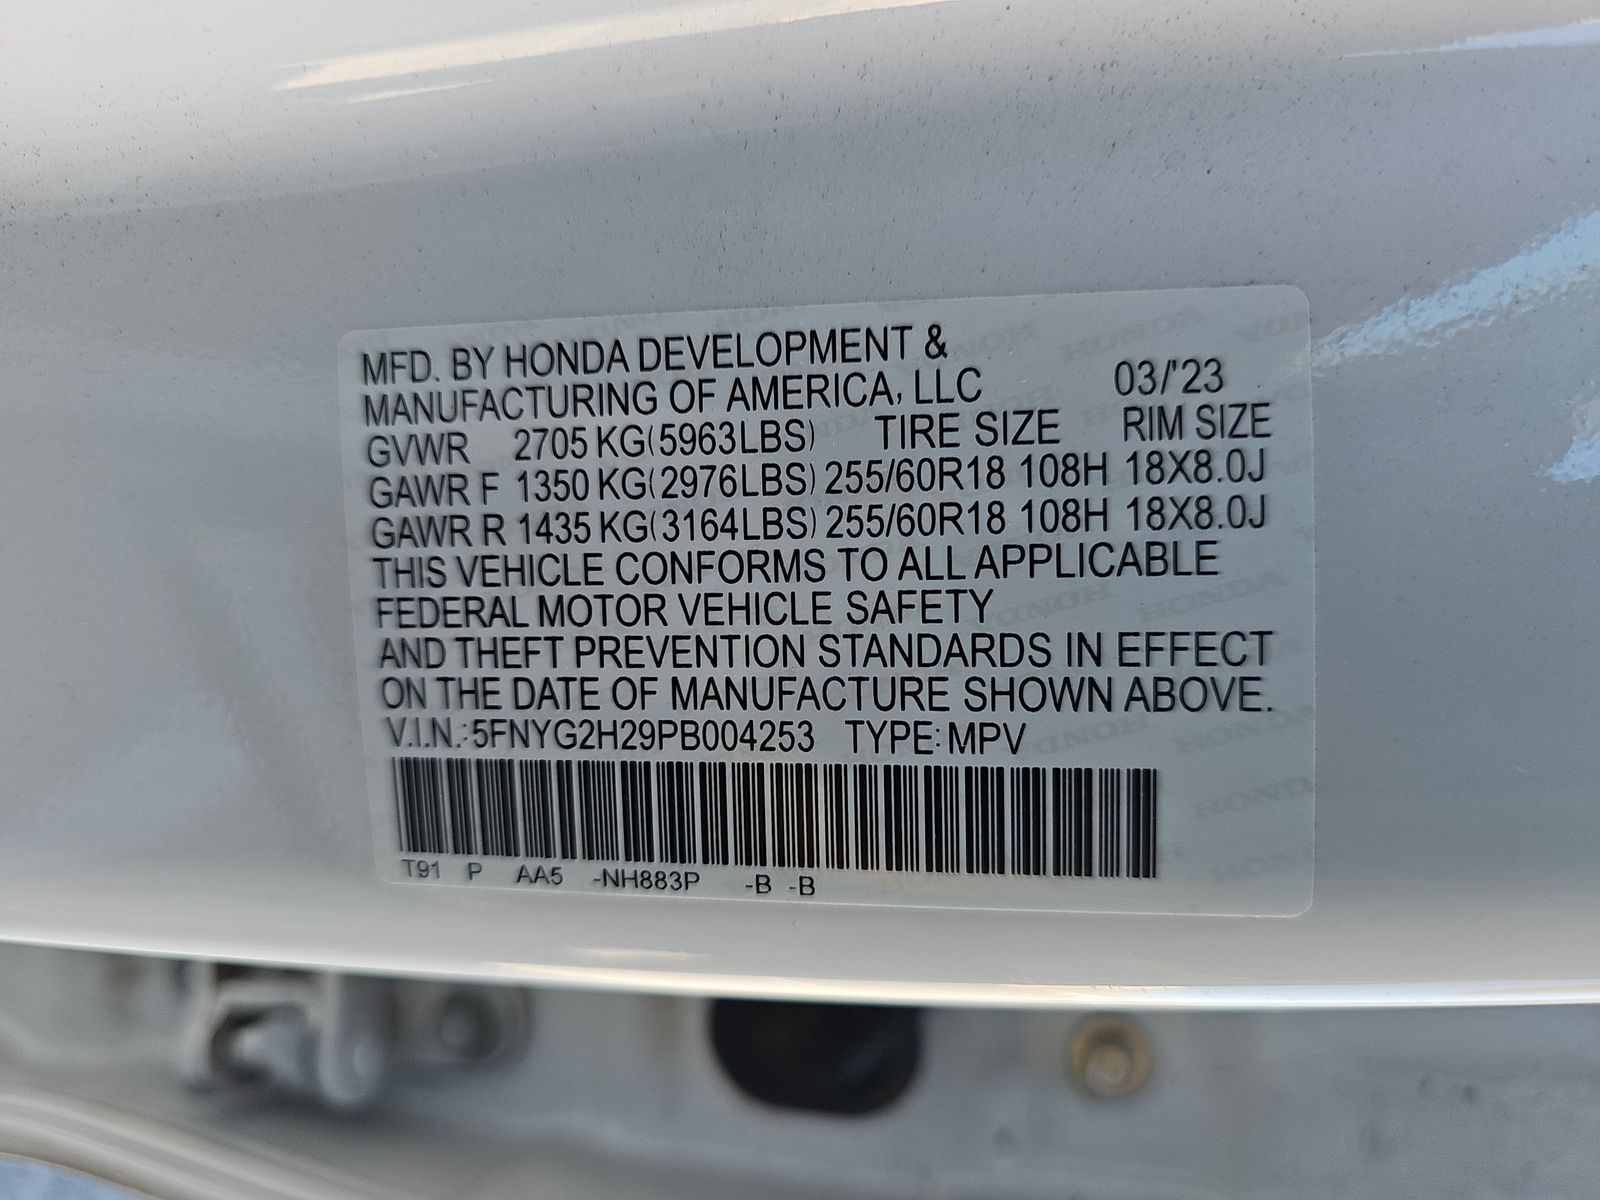 MFD. BY HONDA DEVELOPMENT &
MANUFACTURING OF AMERICA, LLC 03/'23
GVWR 2705 KG(5963LBS) TIRE SIZE RIM SIZE
GAWR F 1350 KG(2976LBS) 255/60R18 108H 18X8.0J
GAWR R 1435 KG(3164LBS) 255/60R18 108H 18X8.0J
THIS VEHICLE CONFORMS TO ALL APPLICABLE
FEDERAL MOTOR VEHICLE SAFETY
AND THEFT PREVENTION STANDARDS IN EFFECT
ON THE DATE OF MANUFACTURE SHOWN ABOVE.
V.I.N.:5FNYG2H29PB004253 TYPE:MPV
T91 P AA5 -NH883P -B -B